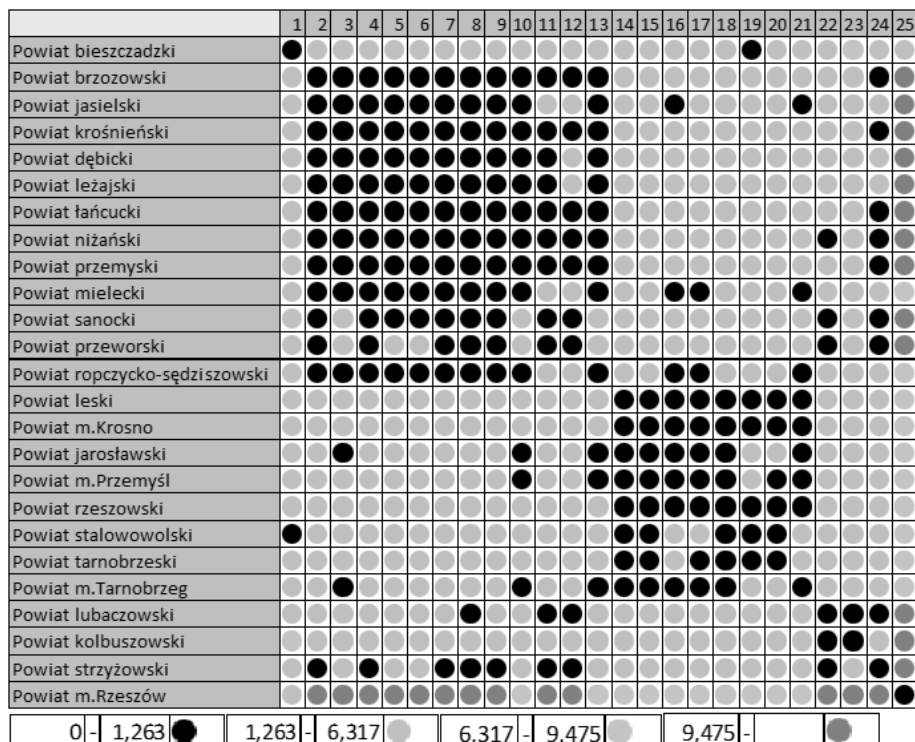 1 2 3 4 5 6 7 8 9 10 11 12 13 14 15 16 17 18 19 20 21 22 23 24 25
Powiat bieszczadzki
Powiat brzozowski
Powiat jasielski
Powiat krośnieński
Powiat dębicki
Powiat leżajski
Powiat łańcucki
Powiat niżański
Powiat przemyski
Powiat mielecki
Powiat sanocki
Powiat przeworski
Powiat ropczycko-sędziszowski
Powiat leski
Powiat m.Krosno
Powiat jarosławski
Powiat m.Przemyśl
Powiat rzeszowski
Powiat stalowowolski
Powiat tarnobrzeski
Powiat m.Tarnobrzeg
Powiat lubaczowski
Powiat kolbuszowski
Powiat strzyżowski
Powiat m.Rzeszów
0 - 1,263 1,263 - 6,317 6,317 - 9,475 9,475 -